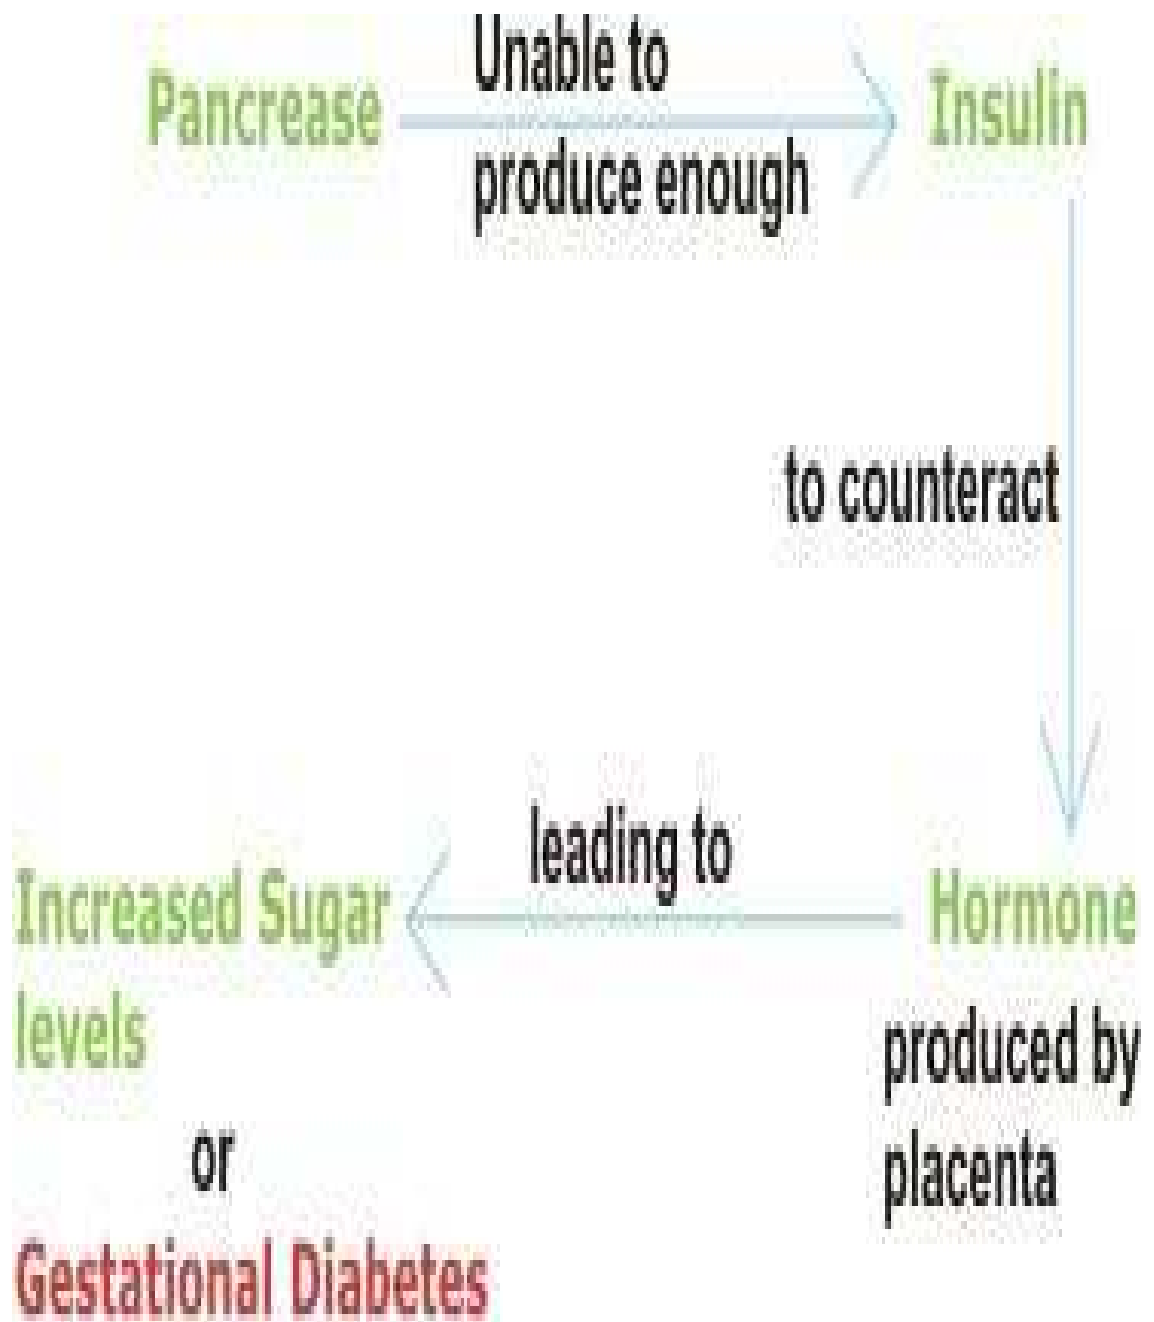 Pancrease
Unable to
produce enough
Insulin
to counteract
Hormone
produced by
placenta
leading to
Increased Sugar
levels
or
Gestational Diabetes